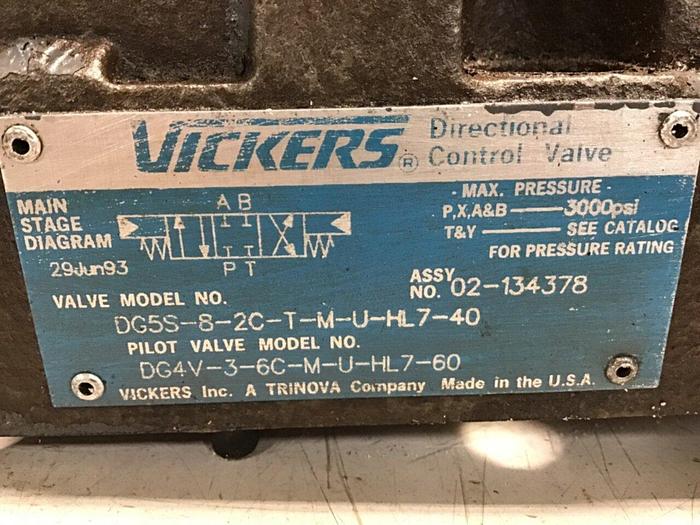 VICKERS ® Directional
Control Valve
MAIN
STAGE
DIAGRAM
A B
P T
29Jun93
- MAX. PRESSURE -
P,X,A&B — 3000psi
T&Y — SEE CATALOG
FOR PRESSURE RATING
ASSY
NO. 02-134378
VALVE MODEL NO.
DG5S-8-2C-T-M-U-HL7-40
PILOT VALVE MODEL NO.
DG4V-3-6C-M-U-HL7-60
VICKERS Inc. A TRINOVA Company Made in the U.S.A.